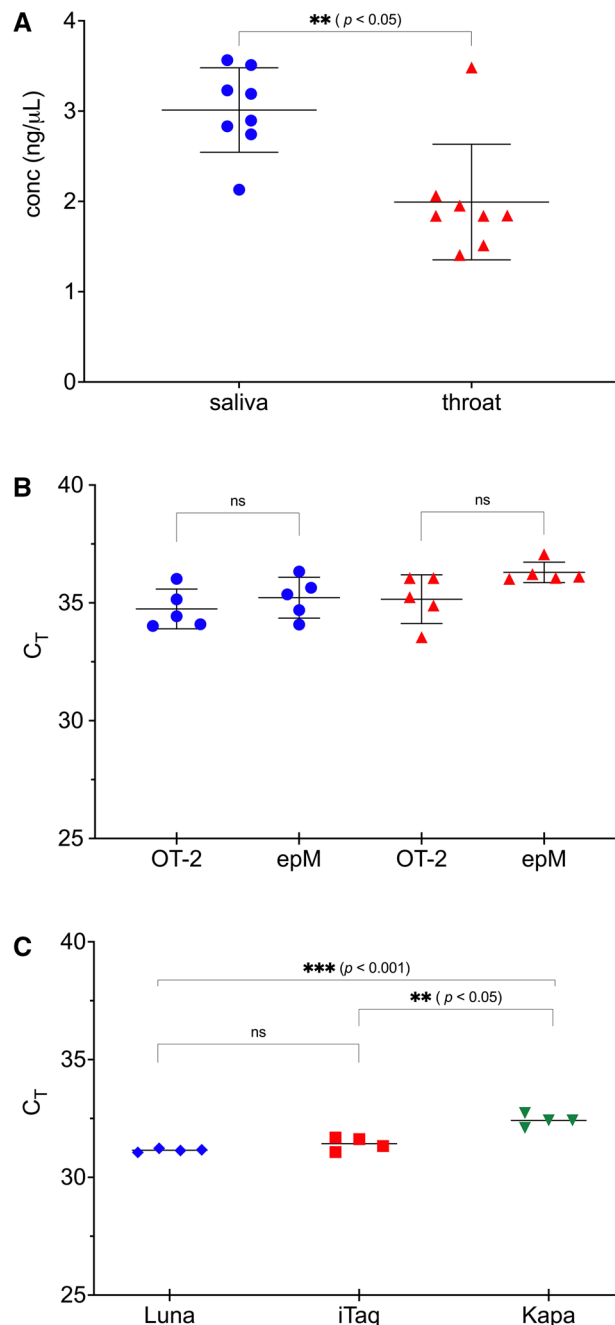 A
✱✱ ( p < 0.05)
4
3
2
1
0
conc (ng/µL)
saliva throat
B
40
35
30
25
C_T
ns ns
OT-2 epM OT-2 epM
C
40
35
30
25
C_T
✱✱✱ (p < 0.001)
✱✱ ( p < 0.05)
ns
Luna iTaq Kapa